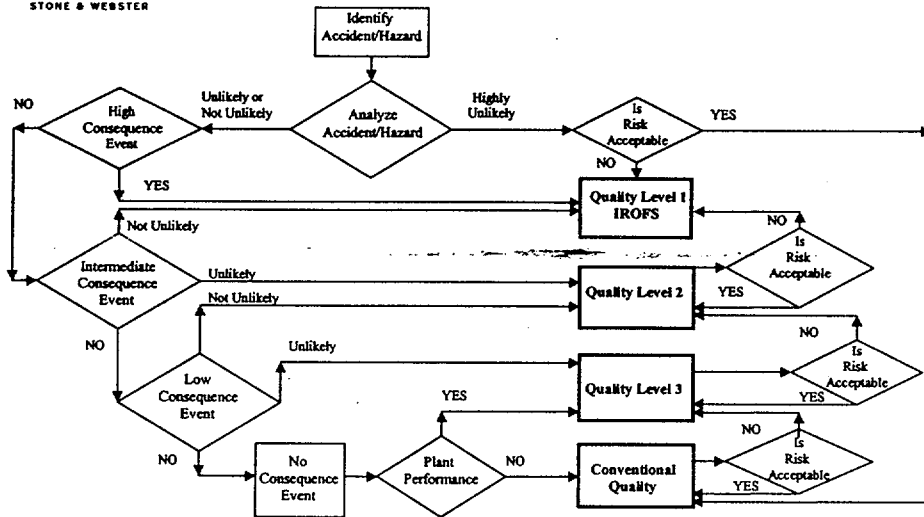 STONE & WEBSTER
Identify
Accident/Hazard
NO
High
Consequence
Event
Unlikely or
Not Unlikely
Analyze
Accident/Hazard
Highly
Unlikely
Is
Risk
Acceptable
YES
NO
YES
Quality Level 1
IROFS
Not Unlikely
NO
Is
Risk
Acceptable
YES
Intermediate
Consequence
Event
Unlikely
Not Unlikely
Quality Level 2
NO
NO
Is
Risk
Acceptable
YES
Low
Consequence
Event
Unlikely
Quality Level 3
YES
NO
Is
Risk
Acceptable
YES
NO
No
Consequence
Event
Plant
Performance
NO
Conventional
Quality